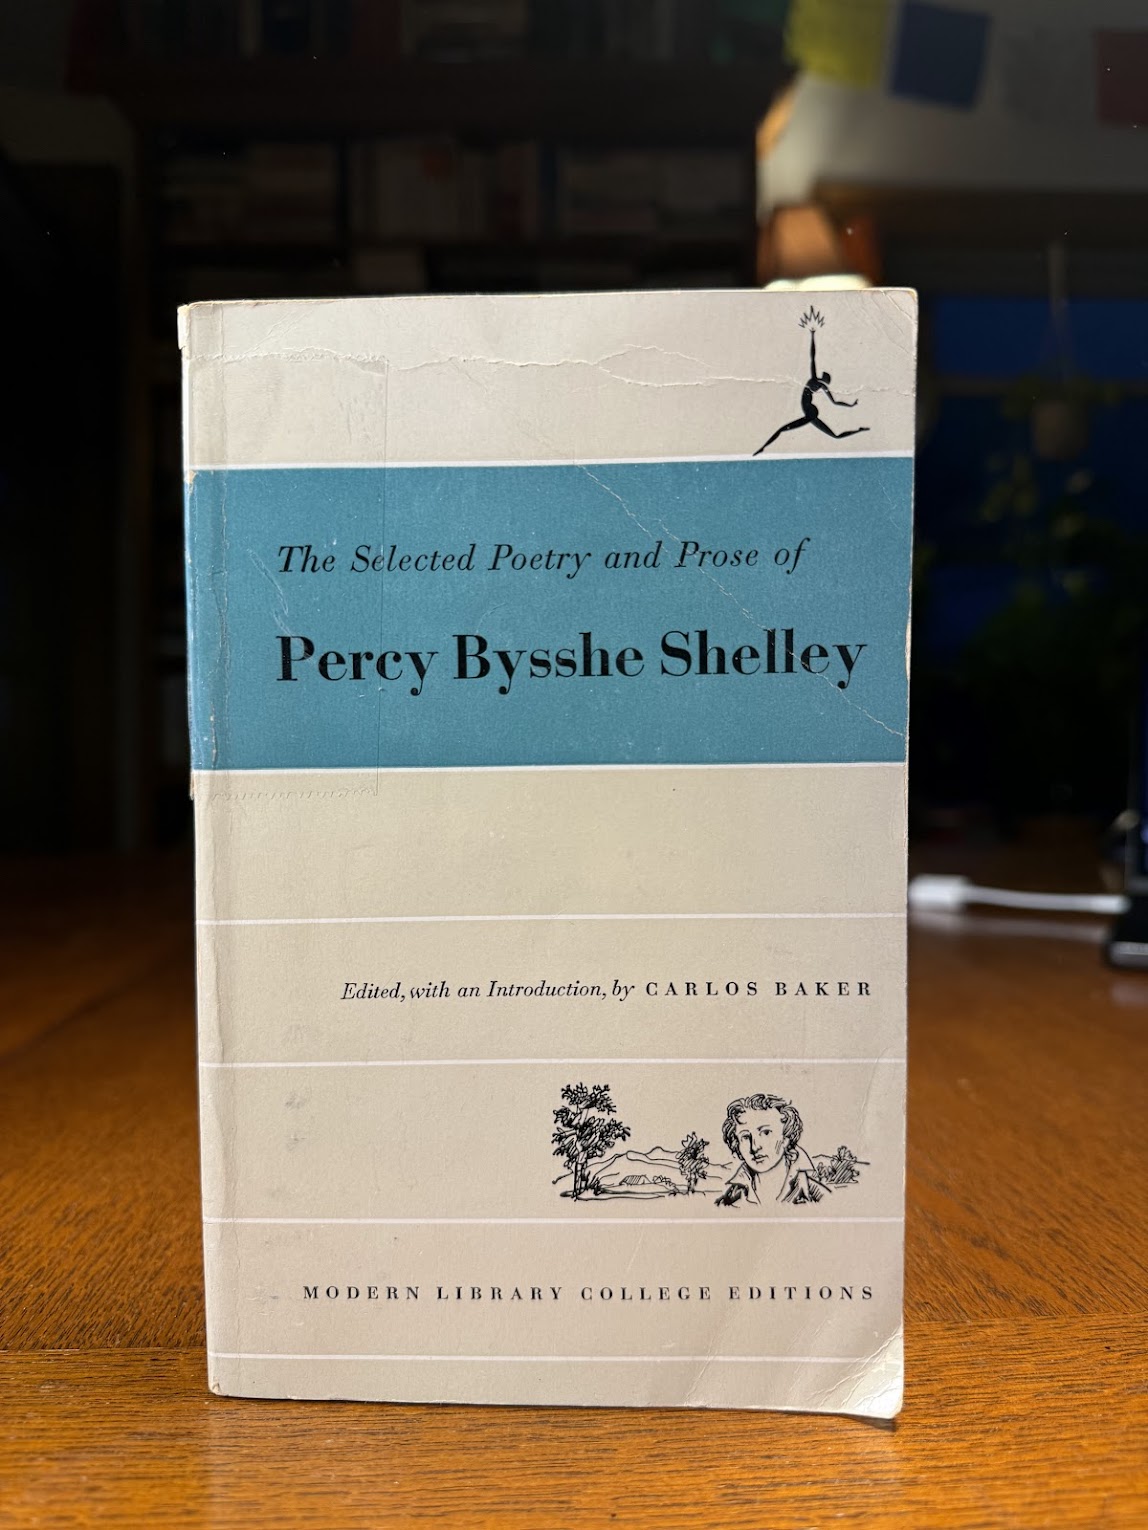 The Selected Poetry and Prose of
Percy Bysshe Shelley
Edited, with an Introduction, by CARLOS BAKER
MODERN LIBRARY COLLEGE EDITIONS